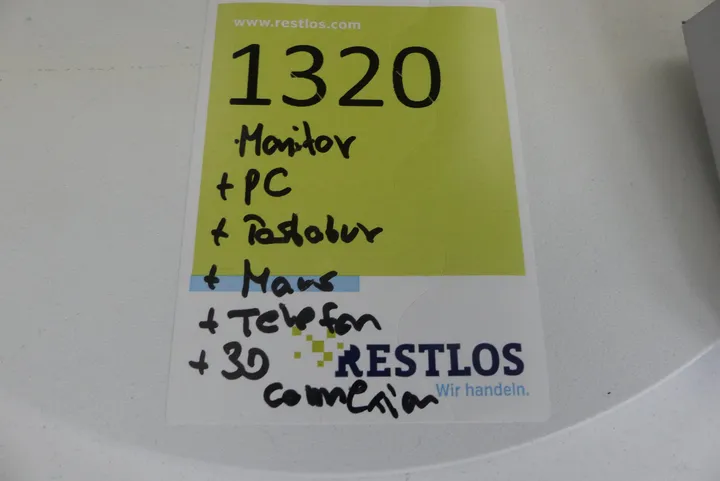 www.restlos.com
1320
Monitor
+ PC
+ Tastatur
+ Maus
+ Telefon
+ 3D
RESTLOS
Wir handeln.
connexion